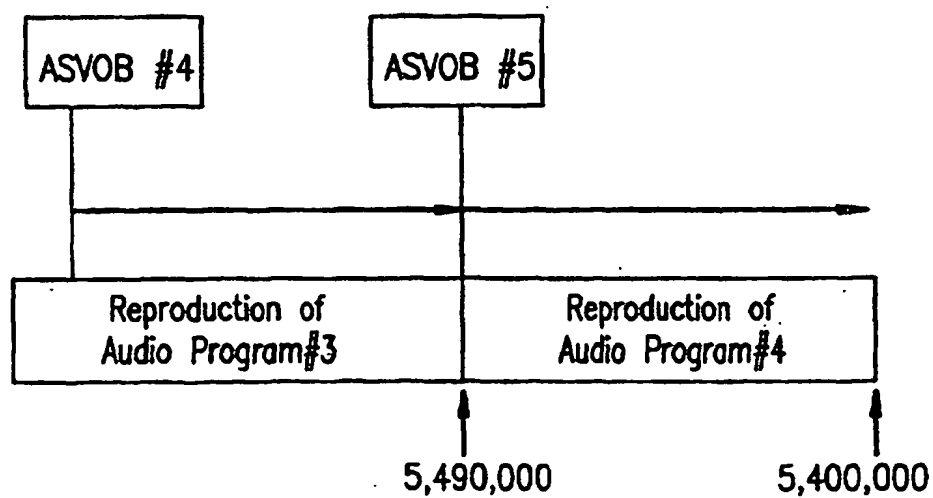 ASVOB #4
ASVOB #5
Reproduction of
Audio Program#3
Reproduction of
Audio Program#4
5,490,000
5,400,000